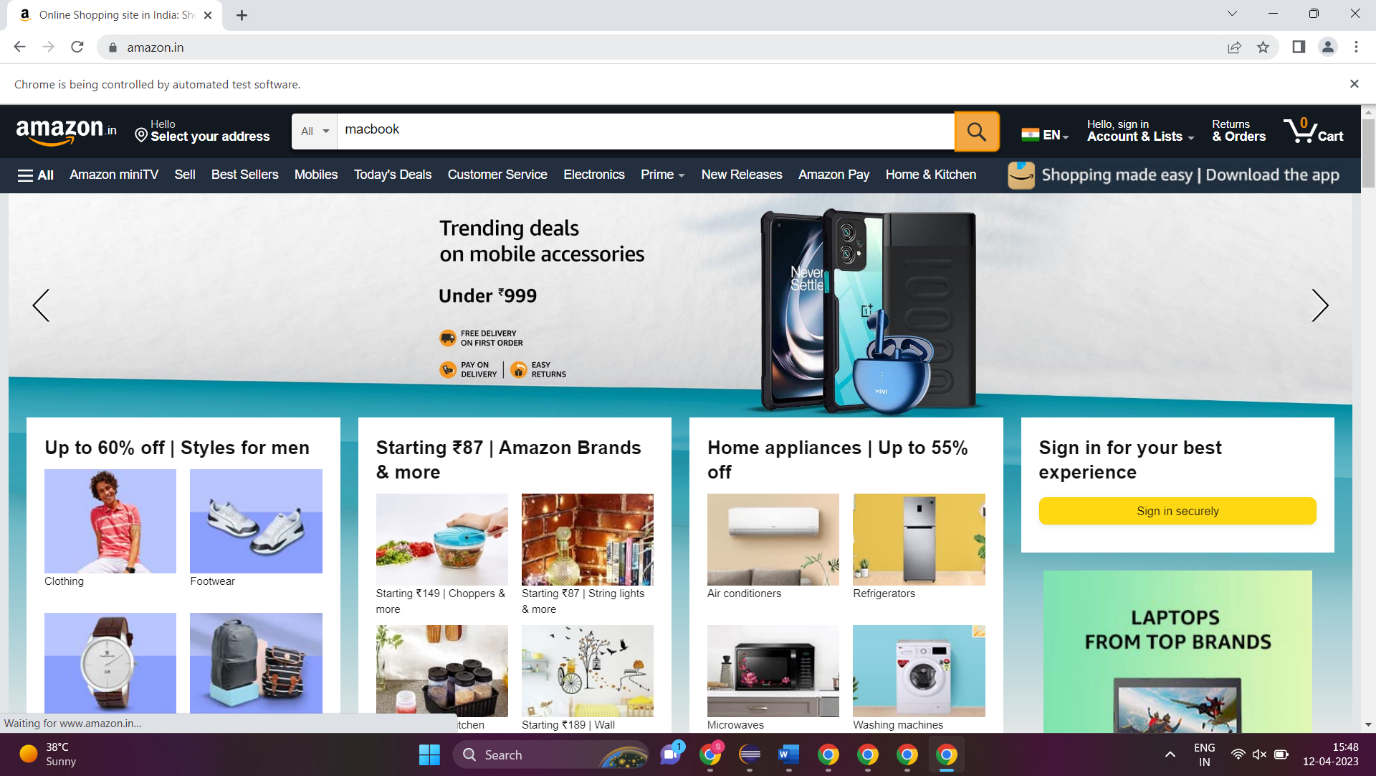 Online Shopping site in India: Sh
amazon.in
Chrome is being controlled by automated test software.
amazon.in
Hello
Select your address
All
macbook
EN
Hello, sign in
Account & Lists
Returns
& Orders
0
Cart
All
Amazon miniTV
Sell
Best Sellers
Mobiles
Today's Deals
Customer Service
Electronics
Prime
New Releases
Amazon Pay
Home & Kitchen
Shopping made easy | Download the app
Trending deals
on mobile accessories
Under ₹999
FREE DELIVERY
ON FIRST ORDER
PAY ON
DELIVERY
EASY
RETURNS
Never
Settle
Up to 60% off | Styles for men
Clothing
Footwear
Starting ₹87 | Amazon Brands
& more
Starting ₹149 | Choppers &
more
Starting ₹87 | String lights
& more
itchen
Starting ₹189 | Wall
Home appliances | Up to 55%
off
Air conditioners
Refrigerators
Microwaves
Washing machines
Sign in for your best
experience
Sign in securely
LAPTOPS
FROM TOP BRANDS
Waiting for www.amazon.in...
38°C
Sunny
Search
1
S
ENG
IN
15:48
12-04-2023